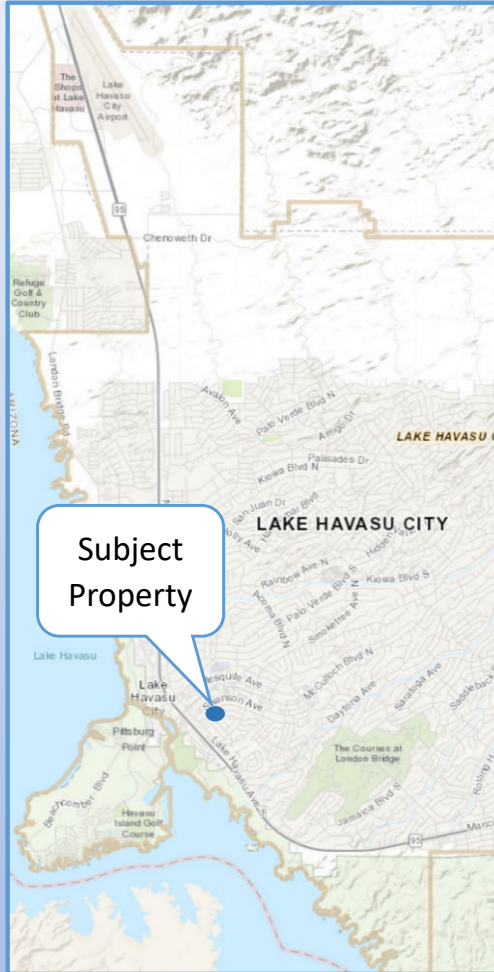 The
Shops
at Lake
Havasu
Lake
Havasu
City
Airport
95
Chenoweth Dr
Refuge
Golf &
Country
Club
London Bridge Rd
ARIZONA
Avalon Ave
Palo Verde Blvd N
Amigo Dr
LAKE HAVASU
Palisades Dr
Kiowa Blvd N
San Juan Dr
LAKE HAVASU CITY
Subject
Property
Rainbow Ave N
Kiowa Blvd S
Acoma Blvd N
Palo Verde Blvd S
Smoketree Ave N
Lake Havasu
Lake
Havasu
City
Mesquite Ave
Swanson Ave
McCulloch Blvd N
Daytona Ave
Saratoga Ave
Saddleback
Pittsburg
Point
Lake Havasu Ave S
The Courses at
London Bridge
Beachcomber Blvd
Havasu
Island Golf
Course
Jamaica Blvd S
Rolling H
95